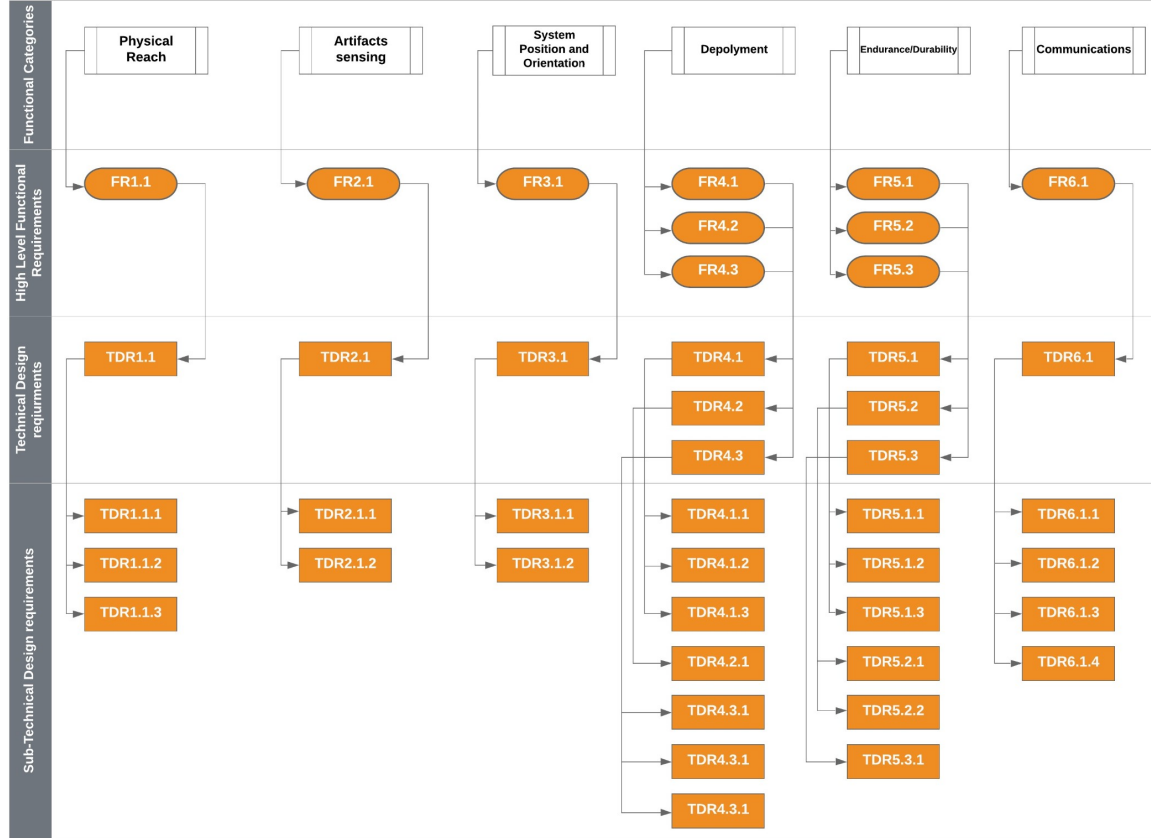 Functional Categories
Physical
Reach
Artifacts
sensing
System
Position and
Orientation
Depolyment
Endurance/Durability
Communications
High Level Functional
Requirements
FR1.1
FR2.1
FR3.1
FR4.1
FR5.1
FR6.1
FR4.2
FR5.2
FR4.3
FR5.3
Technical Design
reqiurments
TDR1.1
TDR2.1
TDR3.1
TDR4.1
TDR5.1
TDR6.1
TDR4.2
TDR5.2
TDR4.3
TDR5.3
Sub-Technical Design requirements
TDR1.1.1
TDR2.1.1
TDR3.1.1
TDR4.1.1
TDR5.1.1
TDR6.1.1
TDR1.1.2
TDR2.1.2
TDR3.1.2
TDR4.1.2
TDR5.1.2
TDR6.1.2
TDR1.1.3
TDR4.1.3
TDR5.1.3
TDR6.1.3
TDR4.2.1
TDR5.2.1
TDR6.1.4
TDR4.3.1
TDR5.2.2
TDR4.3.1
TDR5.3.1
TDR4.3.1